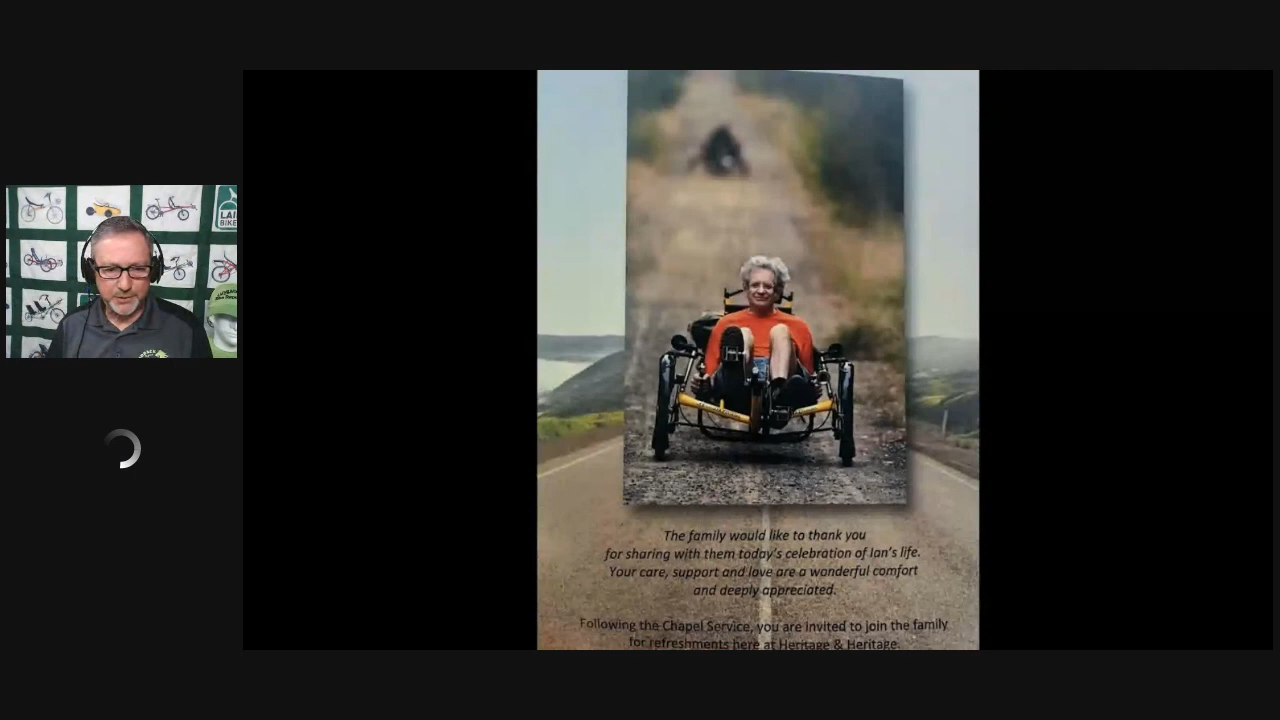 LAID
BIKE
The family would like to thank you
for sharing with them today's celebration of Ian's life.
Your care, support and love are a wonderful comfort
and deeply appreciated.
Following the Chapel Service, you are invited to join the family
for refreshments here at Heritage & Heritage.